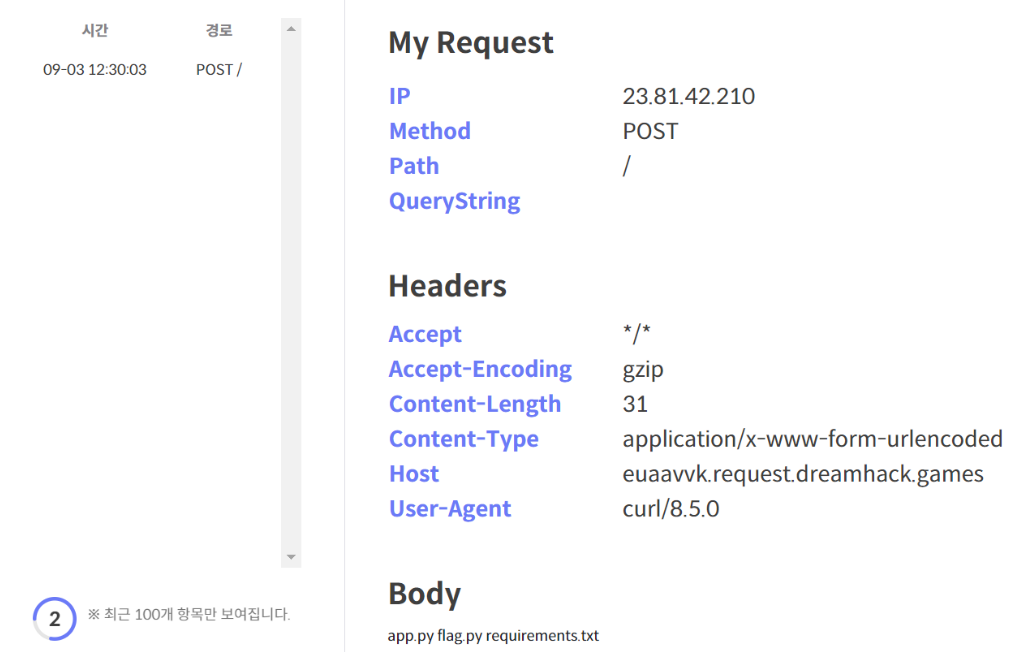 시간 경로
09-03 12:30:03 POST /
2 ※ 최근 100개 항목만 보여집니다.
My Request
IP 23.81.42.210
Method POST
Path /
QueryString
Headers
Accept */*
Accept-Encoding gzip
Content-Length 31
Content-Type application/x-www-form-urlencoded
Host euaavvk.request.dreamhack.games
User-Agent curl/8.5.0
Body
app.py flag.py requirements.txt